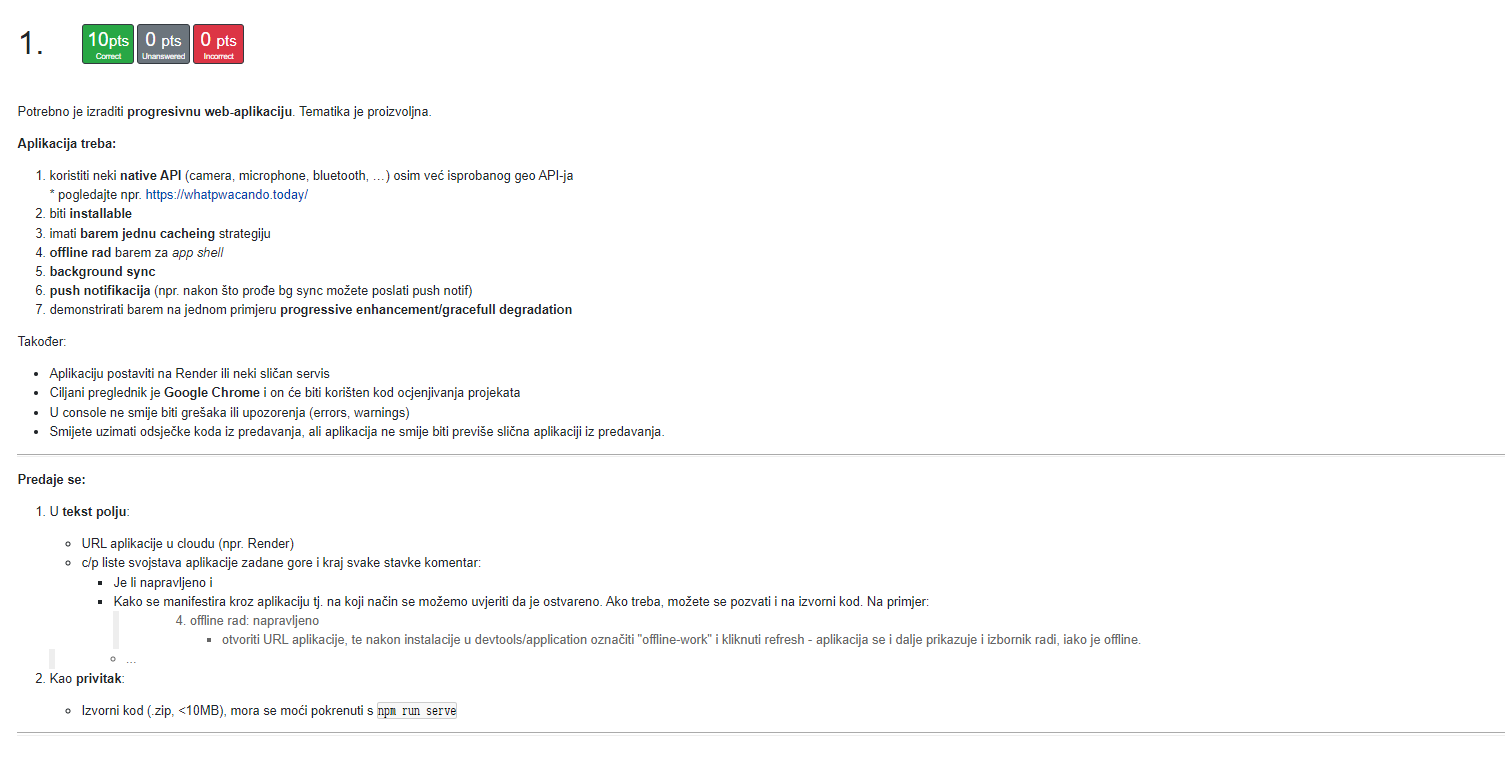 1.
10pts
Correct
0 pts
Unanswered
0 pts
Incorrect
Potrebno je izraditi progresivnu web-aplikaciju. Tematika je proizvoljna.
Aplikacija treba:
1. koristiti neki native API (camera, microphone, bluetooth, ...) osim već isprobanog geo API-ja
* pogledajte npr. https://whatpwacando.today/
2. biti installable
3. imati barem jednu cacheing strategiju
4. offline rad barem za app shell
5. background sync
6. push notifikacija (npr. nakon što prođe bg sync možete poslati push notif)
7. demonstrirati barem na jednom primjeru progressive enhancement/gracefull degradation
Također:
• Aplikaciju postaviti na Render ili neki sličan servis
• Ciljani preglednik je Google Chrome i on će biti korišten kod ocjenjivanja projekata
• U console ne smije biti grešaka ili upozorenja (errors, warnings)
• Smijete uzimati odsječke koda iz predavanja, ali aplikacija ne smije biti previše slična aplikaciji iz predavanja.
Predaje se:
1. U tekst polju:
◦ URL aplikacije u cloudu (npr. Render)
◦ c/p liste svojstava aplikacije zadane gore i kraj svake stavke komentar:
▪ Je li napravljeno i
▪ Kako se manifestira kroz aplikaciju tj. na koji način se možemo uvjeriti da je ostvareno. Ako treba, možete se pozvati i na izvorni kod. Na primjer:
4. offline rad: napravljeno
▪ otvoriti URL aplikacije, te nakon instalacije u devtools/application označiti "offline-work" i kliknuti refresh - aplikacija se i dalje prikazuje i izbornik radi, iako je offline.
◦ ...
2. Kao privitak:
◦ Izvorni kod (.zip, <10MB), mora se moći pokrenuti s npm run serve